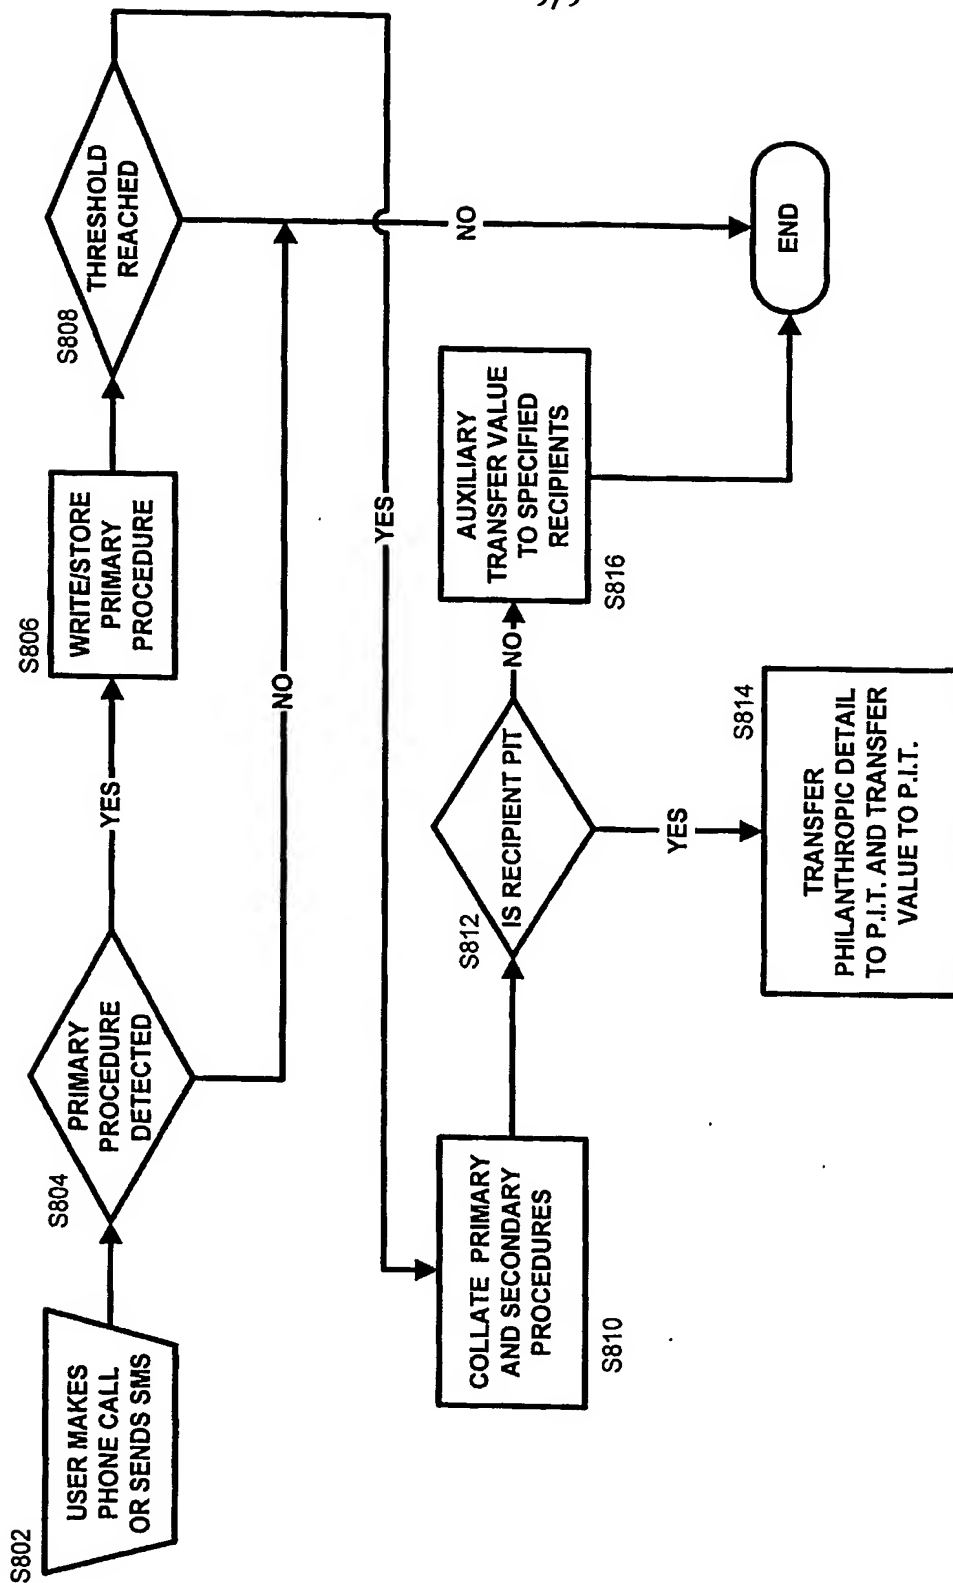 S802
USER MAKES
PHONE CALL
OR SENDS SMS
S804
PRIMARY
PROCEDURE
DETECTED
YES
NO
S806
WRITE/STORE
PRIMARY
PROCEDURE
S808
THRESHOLD
REACHED
YES
NO
S810
COLLATE PRIMARY
AND SECONDARY
PROCEDURES
S812
IS RECIPIENT PIT
NO
YES
S816
AUXILIARY
TRANSFER VALUE
TO SPECIFIED
RECIPIENTS
S814
TRANSFER
PHILANTHROPIC DETAIL
TO P.I.T. AND TRANSFER
VALUE TO P.I.T.
END